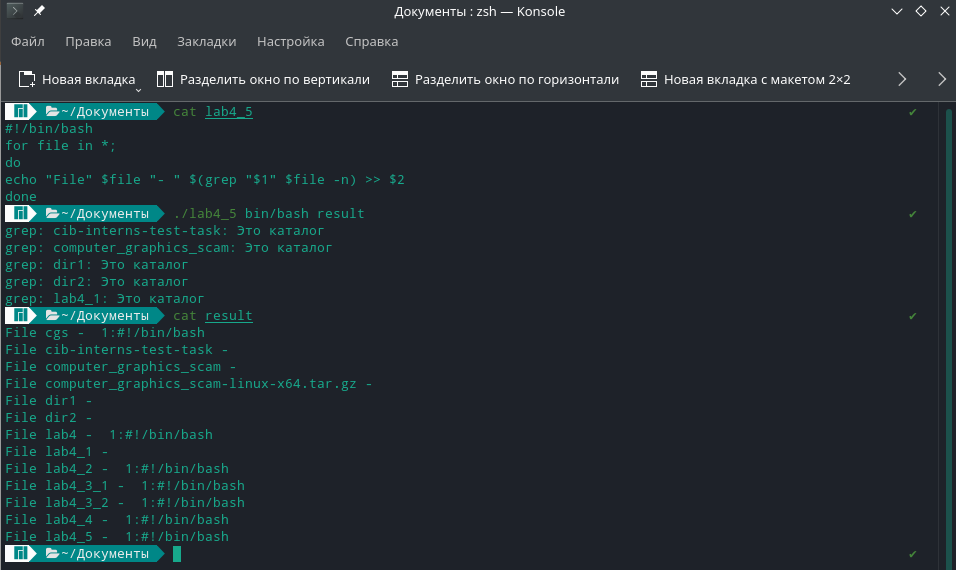 Документы : zsh — Konsole
Файл Правка Вид Закладки Настройка Справка
Новая вкладка Разделить окно по вертикали Разделить окно по горизонтали Новая вкладка с макетом 2×2
~/Документы cat lab4_5 ✔
#!/bin/bash
for file in *;
do
echo "File" $file "- " $(grep "$1" $file -n) >> $2
done
~/Документы ./lab4_5 bin/bash result ✔
grep: cib-interns-test-task: Это каталог
grep: computer_graphics_scam: Это каталог
grep: dir1: Это каталог
grep: dir2: Это каталог
grep: lab4_1: Это каталог
~/Документы cat result ✔
File cgs -  1:#!/bin/bash
File cib-interns-test-task -
File computer_graphics_scam -
File computer_graphics_scam-linux-x64.tar.gz -
File dir1 -
File dir2 -
File lab4 -  1:#!/bin/bash
File lab4_1 -
File lab4_2 -  1:#!/bin/bash
File lab4_3_1 -  1:#!/bin/bash
File lab4_3_2 -  1:#!/bin/bash
File lab4_4 -  1:#!/bin/bash
File lab4_5 -  1:#!/bin/bash
~/Документы ✔